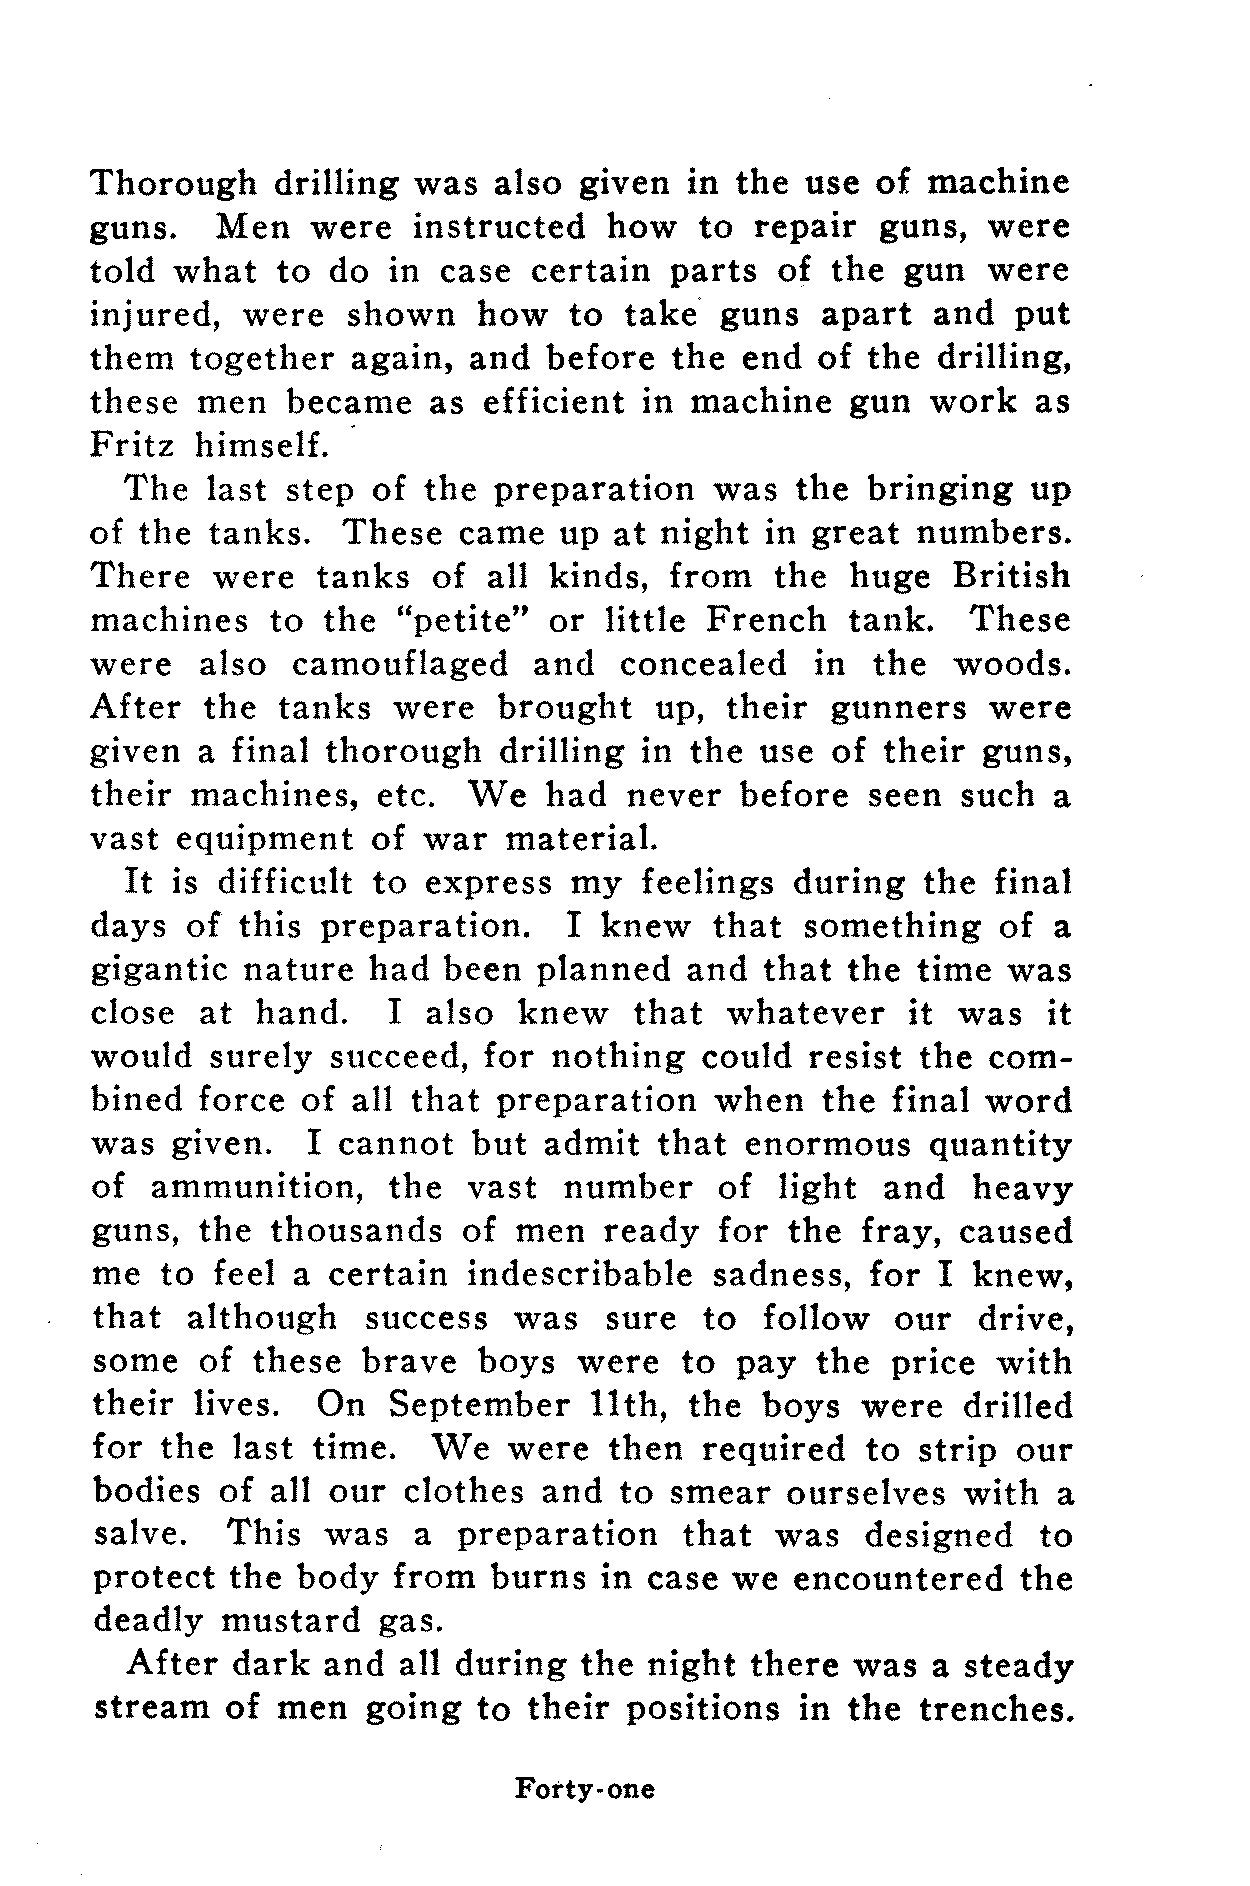 Thorough drilling was also given in the use of machine
guns. Men were instructed how to repair guns, were
told what to do in case certain parts of the gun were
injured, were shown how to take guns apart and put
them together again, and before the end of the drilling,
these men became as efficient in machine gun work as
Fritz himself.
The last step of the preparation was the bringing up
of the tanks. These came up at night in great numbers.
There were tanks of all kinds, from the huge British
machines to the “petite” or little French tank. These
were also camouflaged and concealed in the woods.
After the tanks were brought up, their gunners were
given a final thorough drilling in the use of their guns,
their machines, etc. We had never before seen such a
vast equipment of war material.
It is difficult to express my feelings during the final
days of this preparation. I knew that something of a
gigantic nature had been planned and that the time was
close at hand. I also knew that whatever it was it
would surely succeed, for nothing could resist the com-
bined force of all that preparation when the final word
was given. I cannot but admit that enormous quantity
of ammunition, the vast number of light and heavy
guns, the thousands of men ready for the fray, caused
me to feel a certain indescribable sadness, for I knew,
that although success was sure to follow our drive,
some of these brave boys were to pay the price with
their lives. On September 11th, the boys were drilled
for the last time. We were then required to strip our
bodies of all our clothes and to smear ourselves with a
salve. This was a preparation that was designed to
protect the body from burns in case we encountered the
deadly mustard gas.
After dark and all during the night there was a steady
stream of men going to their positions in the trenches.
Forty-one